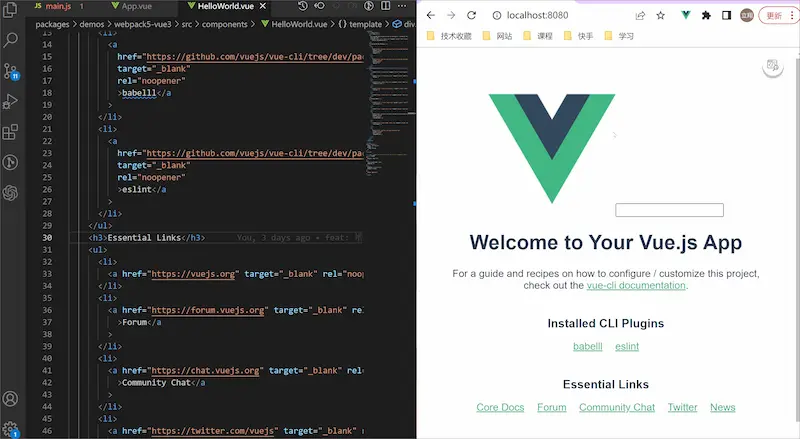 JS main.js
App.vue
HelloWorld.vue
packages > demos > webpack5-vue3 > src > components > HelloWorld.vue > {} template > div.
14 <li>
15 <a
16 href="https://github.com/vuejs/vue-cli/tree/dev/pa
target="_blank"
17 rel="noopener"
18 >babelll</a
19 >
20 </li>
21 <li>
22 <a
23 href="https://github.com/vuejs/vue-cli/tree/dev/pa
24 target="_blank"
25 rel="noopener"
26 >eslint</a
27 >
28 </li>
29 </ul>
30 <h3>Essential Links</h3> You, 3 days ago • feat:
31 <ul>
32 <li>
33 <a href="https://vuejs.org" target="_blank" rel="noo
34 </li>
35 <li>
36 <a href="https://forum.vuejs.org" target="_blank" re
37 >Forum</a
38 >
39 </li>
40 <li>
41 <a href="https://chat.vuejs.org" target="_blank" rel
42 >Community Chat</a
43 >
44 </li>
45 <li>
46 <a href="https://twitter.com/vuejs" target="_blank"
11
1
localhost:8080
更新
技术收藏
网站
课程
快手
学习
Welcome to Your Vue.js App
For a guide and recipes on how to configure / customize this project,
check out the vue-cli documentation.
Installed CLI Plugins
babelll eslint
Essential Links
Core Docs Forum Community Chat Twitter News